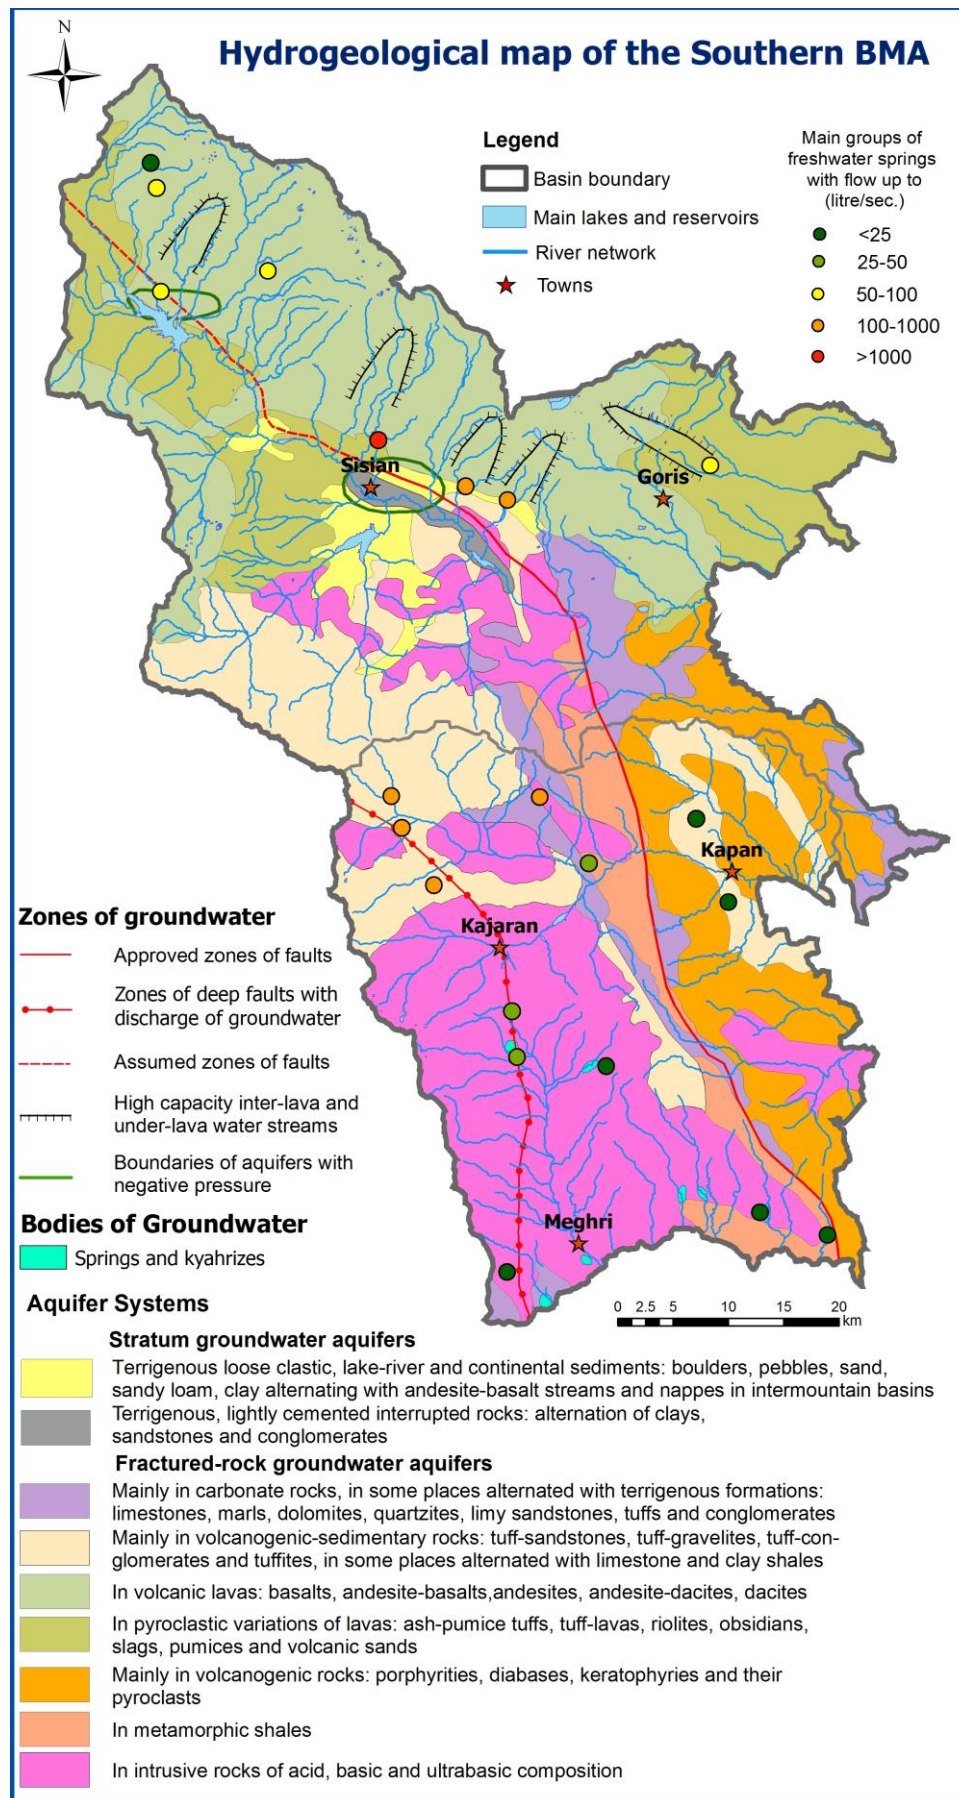 N
Hydrogeological map of the Southern BMA
Legend
Basin boundary
Main lakes and reservoirs
River network
Towns
Main groups of
freshwater springs
with flow up to
(litre/sec.)
<25
25-50
50-100
100-1000
>1000
Sisian
Goris
Kapan
Kajaran
Meghri
Zones of groundwater
Approved zones of faults
Zones of deep faults with
discharge of groundwater
Assumed zones of faults
High capacity inter-lava and
under-lava water streams
Boundaries of aquifers with
negative pressure
Bodies of Groundwater
Springs and kyahrizes
0 2.5 5 10 15 20
km
Aquifer Systems
Stratum groundwater aquifers
Terrigenous loose clastic, lake-river and continental sediments: boulders, pebbles, sand,
sandy loam, clay alternating with andesite-basalt streams and nappes in intermountain basins
Terrigenous, lightly cemented interrupted rocks: alternation of clays,
sandstones and conglomerates
Fractured-rock groundwater aquifers
Mainly in carbonate rocks, in some places alternated with terrigenous formations:
limestones, marls, dolomites, quartzites, limy sandstones, tuffs and conglomerates
Mainly in volcanogenic-sedimentary rocks: tuff-sandstones, tuff-gravelites, tuff-con-
glomerates and tuffites, in some places alternated with limestone and clay shales
In volcanic lavas: basalts, andesite-basalts,andesites, andesite-dacites, dacites
In pyroclastic variations of lavas: ash-pumice tuffs, tuff-lavas, riolites, obsidians,
slags, pumices and volcanic sands
Mainly in volcanogenic rocks: porphyrities, diabases, keratophyries and their
pyroclasts
In metamorphic shales
In intrusive rocks of acid, basic and ultrabasic composition